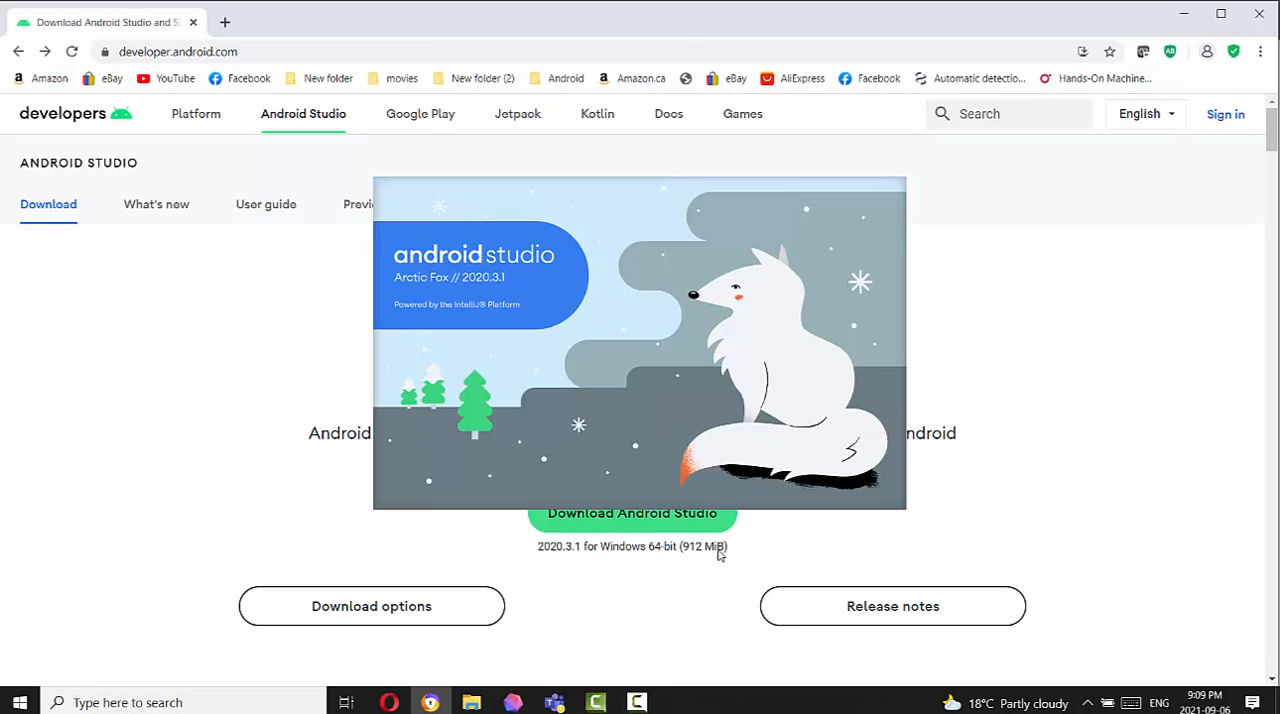 Download Android Studio and S
developer.android.com
Amazon eBay YouTube Facebook New folder movies New folder (2) Android Amazon.ca eBay AliExpress Facebook Automatic detectio... Hands-On Machine...
developers Platform Android Studio Google Play Jetpack Kotlin Docs Games Search English Sign in
ANDROID STUDIO
Download What's new User guide Previ
androidstudio
Arctic Fox // 2020.3.1
Powered by the IntelliJ® Platform
Android ndroid
Download Android Studio
2020.3.1 for Windows 64-bit (912 MiB)
Download options Release notes
Type here to search 18°C Partly cloudy ENG 9:09 PM
2021-09-06